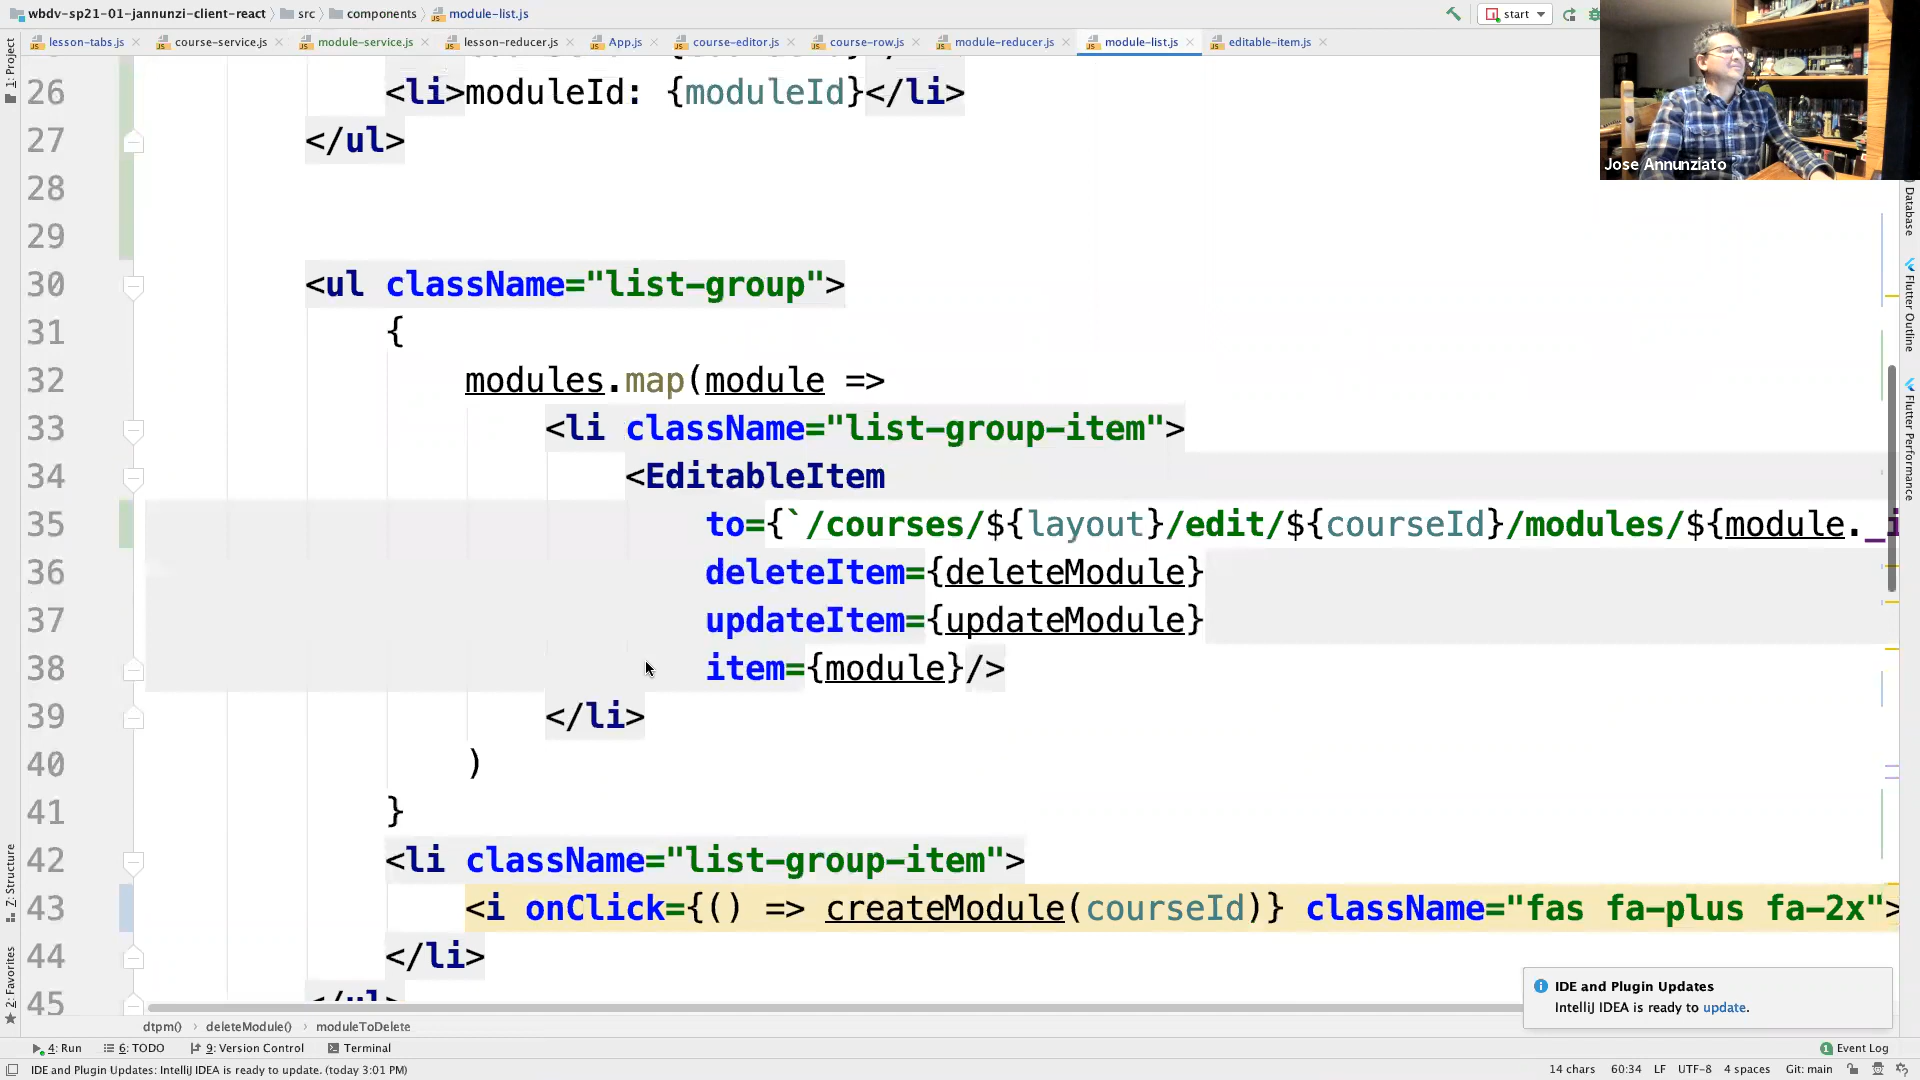 wbdv-sp21-01-jannunzi-client-react src components module-list.js
start
lesson-tabs.js course-service.js module-service.js lesson-reducer.js App.js course-editor.js course-row.js module-reducer.js module-list.js editable-item.js
1: Project
26 <li>moduleId: {moduleId}</li>
27 </ul>
28
29
30 <ul className="list-group">
31 {
32 modules.map(module =>
33 <li className="list-group-item">
34 <EditableItem
35 to={`/courses/${layout}/edit/${courseId}/modules/${module._i
36 deleteItem={deleteModule}
37 updateItem={updateModule}
38 item={module}/>
39 </li>
40 )
41 }
42 <li className="list-group-item">
43 <i onClick={() => createModule(courseId)} className="fas fa-plus fa-2x">
44 </li>
45
Jose Annunziato
Database
Flutter Outline
Flutter Performance
Z: Structure
2: Favorites
IDE and Plugin Updates
IntelliJ IDEA is ready to update.
dtpm() deleteModule() moduleToDelete
4: Run 6: TODO 9: Version Control Terminal 1 Event Log
IDE and Plugin Updates: IntelliJ IDEA is ready to update. (today 3:01 PM) 14 chars 60:34 LF UTF-8 4 spaces Git: main